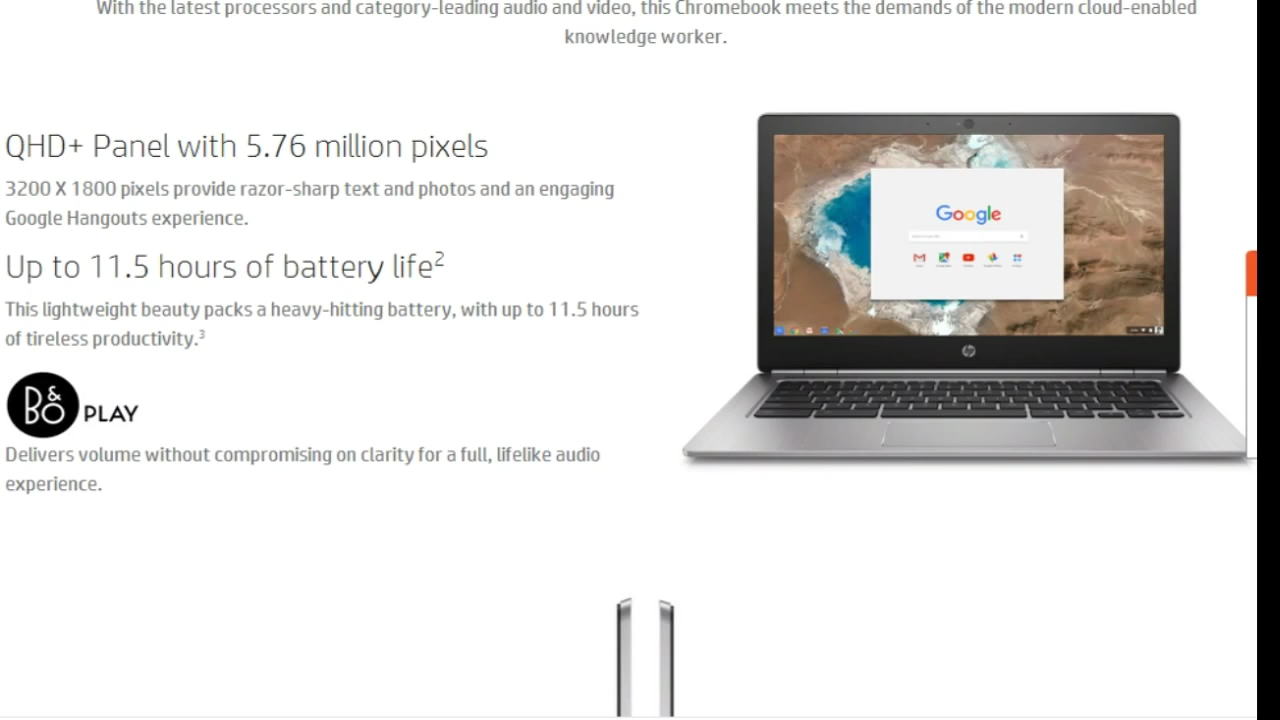 With the latest processors and category-leading audio and video, this Chromebook meets the demands of the modern cloud-enabled
knowledge worker.
QHD+ Panel with 5.76 million pixels
3200 X 1800 pixels provide razor-sharp text and photos and an engaging
Google Hangouts experience.
Up to 11.5 hours of battery life2
This lightweight beauty packs a heavy-hitting battery, with up to 11.5 hours
of tireless productivity.3
B&O PLAY
Delivers volume without compromising on clarity for a full, lifelike audio
experience.
Google
hp